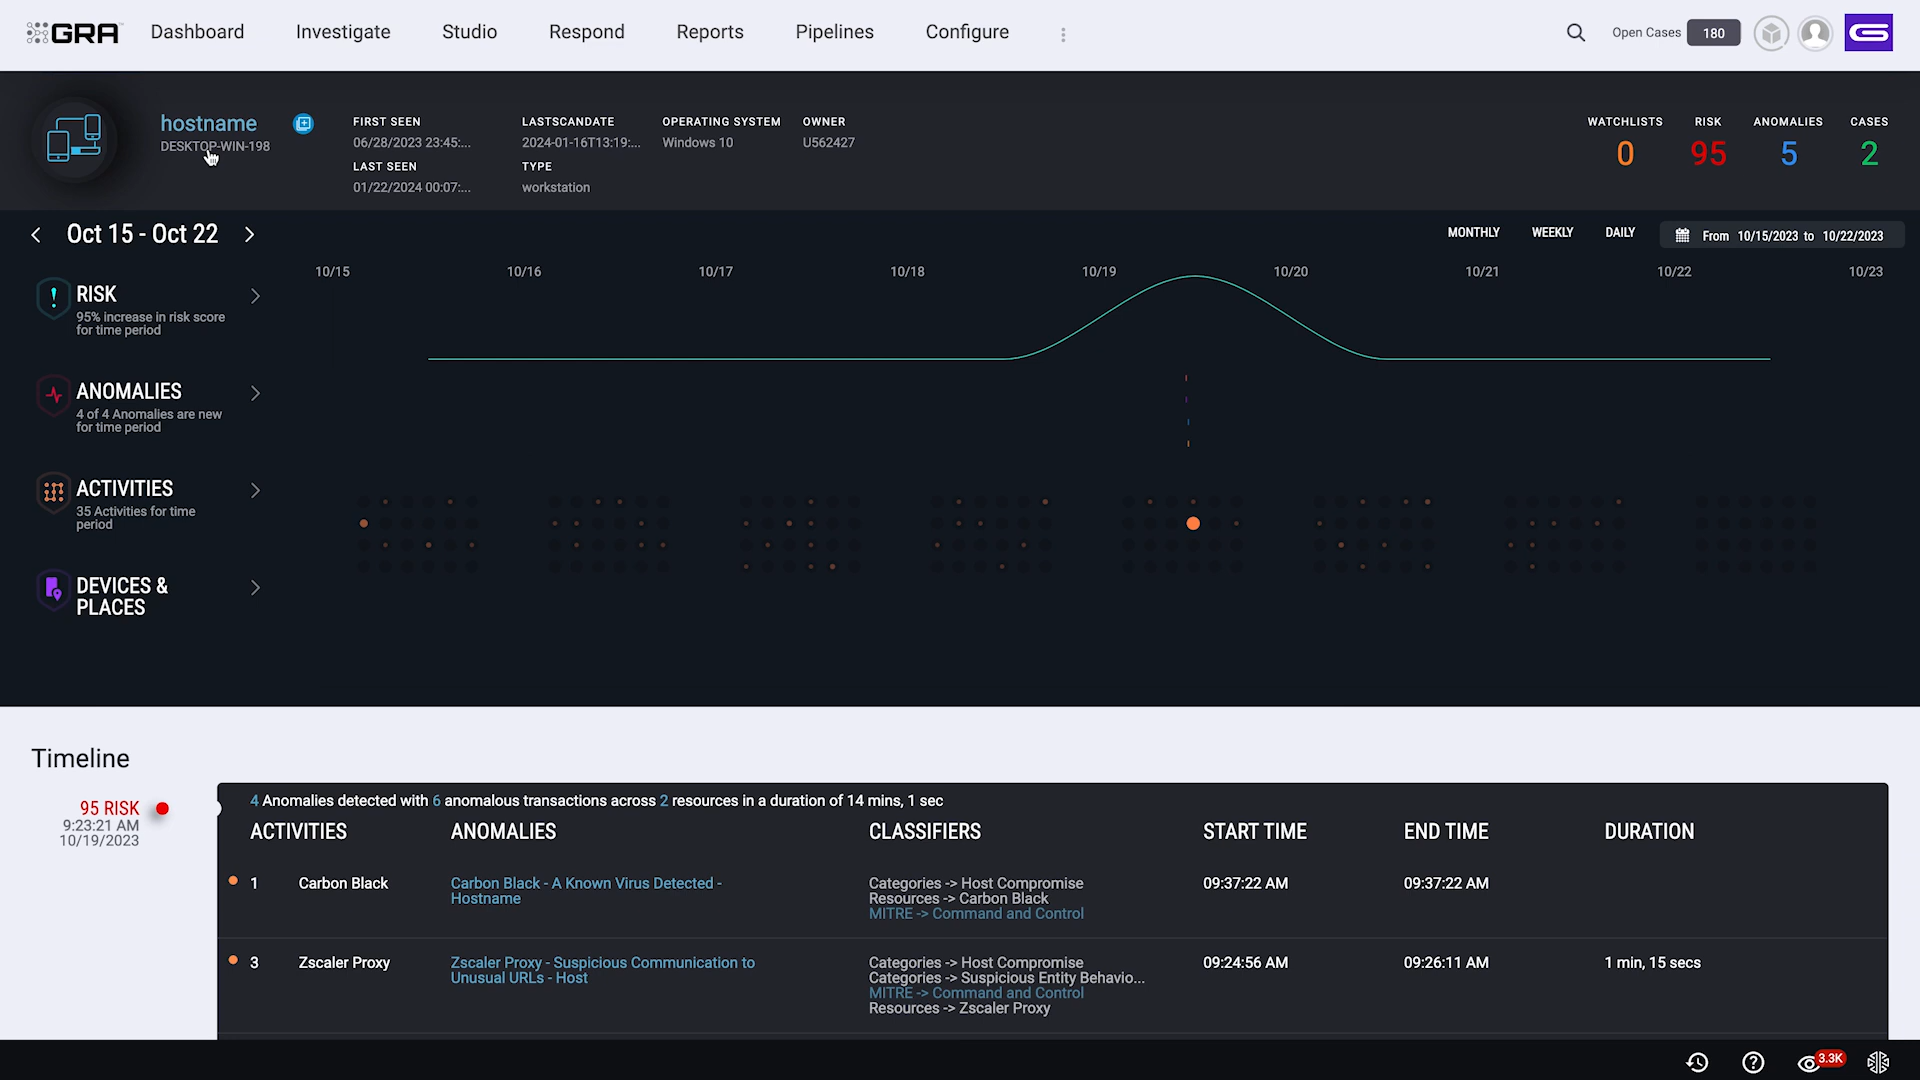 GRA
Dashboard
Investigate
Studio
Respond
Reports
Pipelines
Configure
Open Cases 180
hostname
DESKTOP-WIN-198
FIRST SEEN
06/28/2023 23:45:...
LAST SEEN
01/22/2024 00:07:...
LASTSCANDATE
2024-01-16T13:19:...
TYPE
workstation
OPERATING SYSTEM
Windows 10
OWNER
U562427
WATCHLISTS
0
RISK
95
ANOMALIES
5
CASES
2
Oct 15 - Oct 22
MONTHLY
WEEKLY
DAILY
From 10/15/2023 to 10/22/2023
10/15
10/16
10/17
10/18
10/19
10/20
10/21
10/22
10/23
RISK
95% increase in risk score
for time period
ANOMALIES
4 of 4 Anomalies are new
for time period
ACTIVITIES
35 Activities for time
period
DEVICES &
PLACES
Timeline
95 RISK
9:23:21 AM
10/19/2023
4 Anomalies detected with 6 anomalous transactions across 2 resources in a duration of 14 mins, 1 sec
ACTIVITIES
ANOMALIES
CLASSIFIERS
START TIME
END TIME
DURATION
1
Carbon Black
Carbon Black - A Known Virus Detected -
Hostname
Categories -> Host Compromise
Resources -> Carbon Black
MITRE -> Command and Control
09:37:22 AM
09:37:22 AM
3
Zscaler Proxy
Zscaler Proxy - Suspicious Communication to
Unusual URLs - Host
Categories -> Host Compromise
Categories -> Suspicious Entity Behavio...
MITRE -> Command and Control
Resources -> Zscaler Proxy
09:24:56 AM
09:26:11 AM
1 min, 15 secs
3.3K